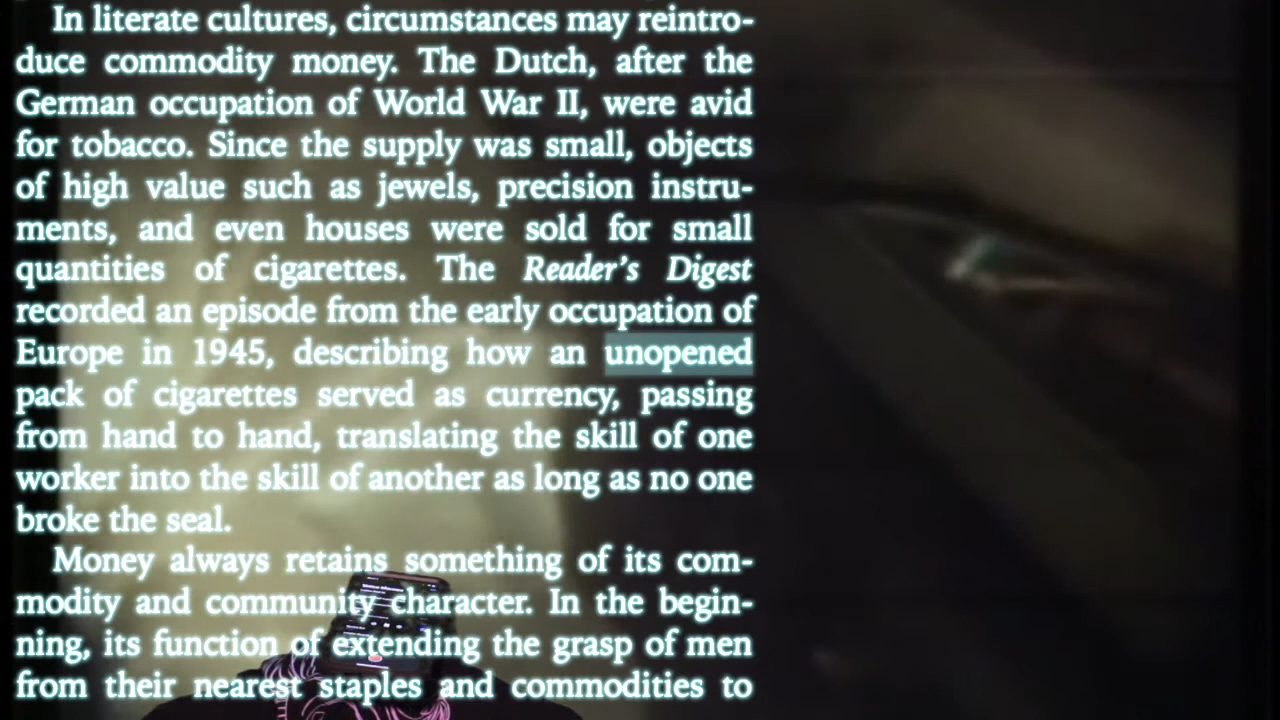 In literate cultures, circumstances may reintro-
duce commodity money. The Dutch, after the
German occupation of World War II, were avid
for tobacco. Since the supply was small, objects
of high value such as jewels, precision instru-
ments, and even houses were sold for small
quantities of cigarettes. The Reader's Digest
recorded an episode from the early occupation of
Europe in 1945, describing how an unopened
pack of cigarettes served as currency, passing
from hand to hand, translating the skill of one
worker into the skill of another as long as no one
broke the seal.
Money always retains something of its com-
modity and community character. In the begin-
ning, its function of extending the grasp of men
from their nearest staples and commodities to